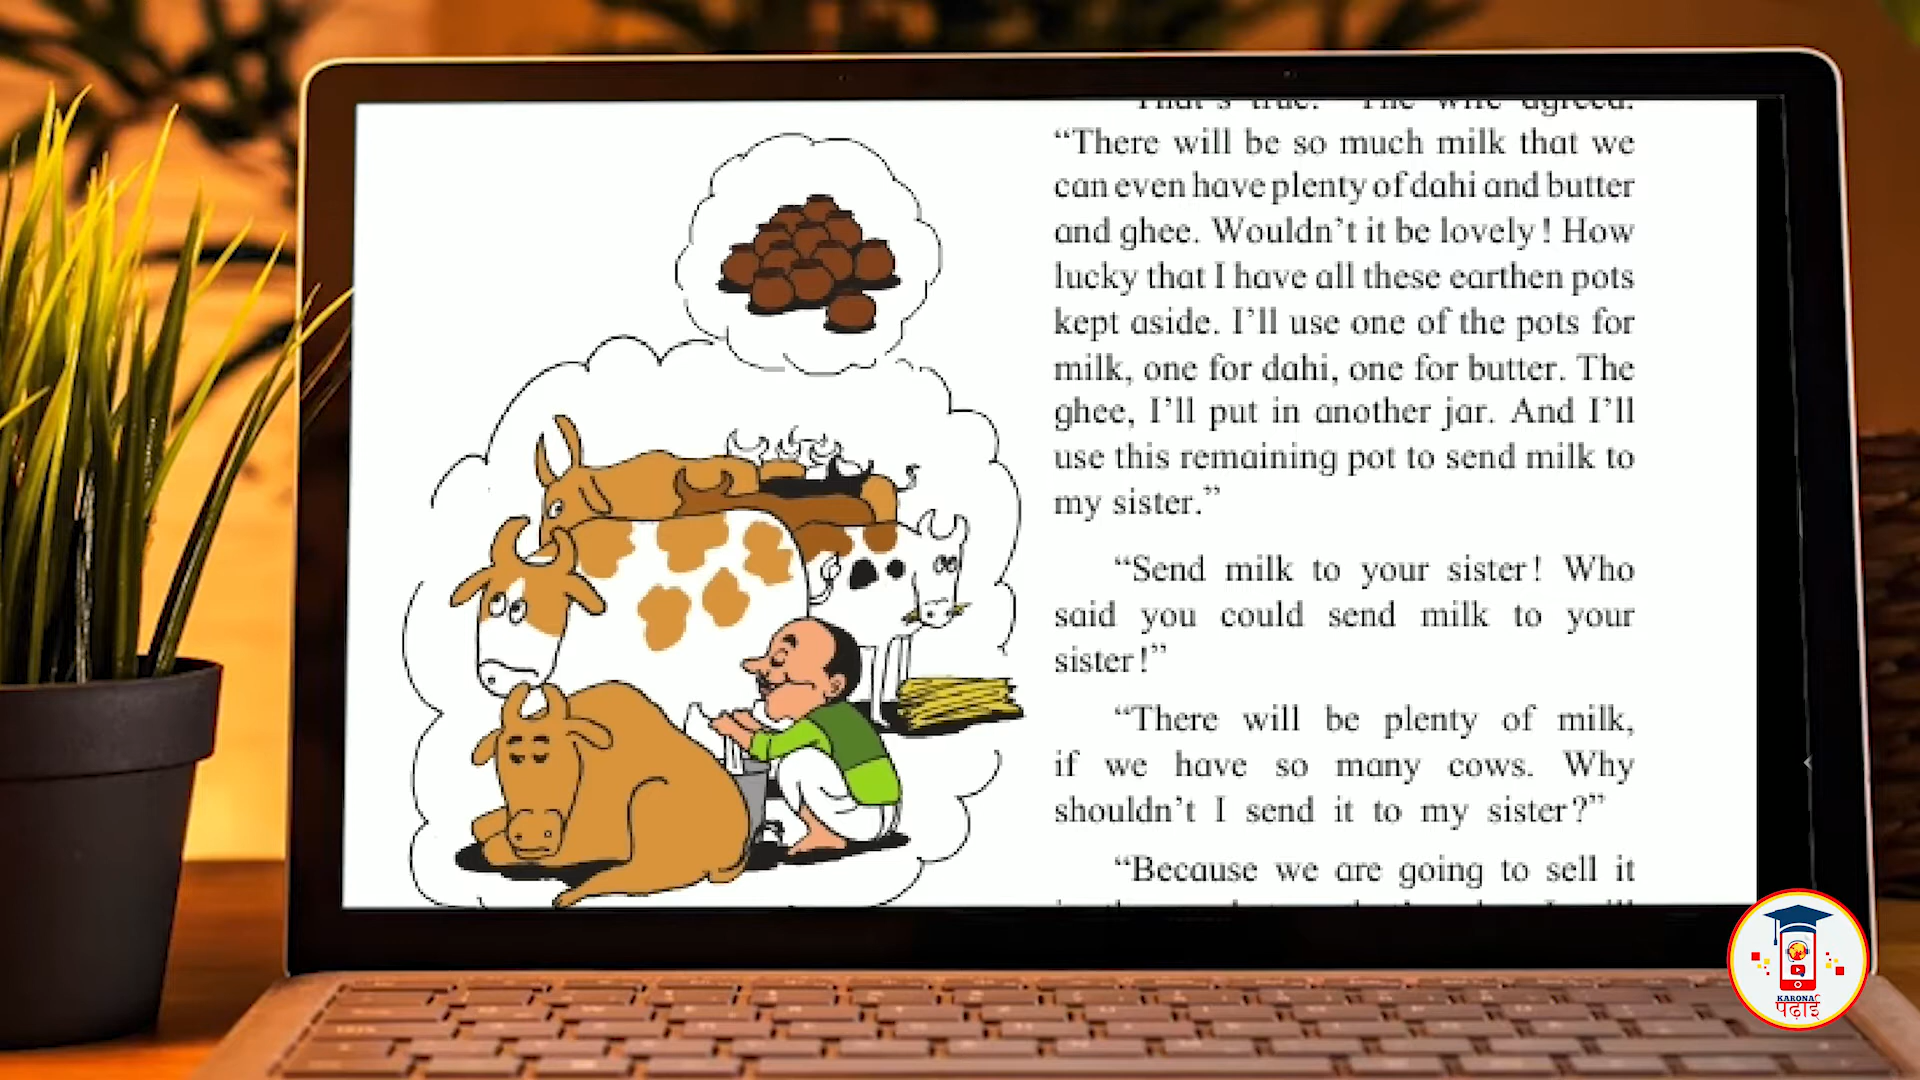 That's true." The wife agreed.
“There will be so much milk that we
can even have plenty of dahi and butter
and ghee. Wouldn’t it be lovely! How
lucky that I have all these earthen pots
kept aside. I’ll use one of the pots for
milk, one for dahi, one for butter. The
ghee, I’ll put in another jar. And I’ll
use this remaining pot to send milk to
my sister.”
“Send milk to your sister! Who
said you could send milk to your
sister!”
“There will be plenty of milk,
if we have so many cows. Why
shouldn’t I send it to my sister?”
“Because we are going to sell it
KARONA
पढ़ाई